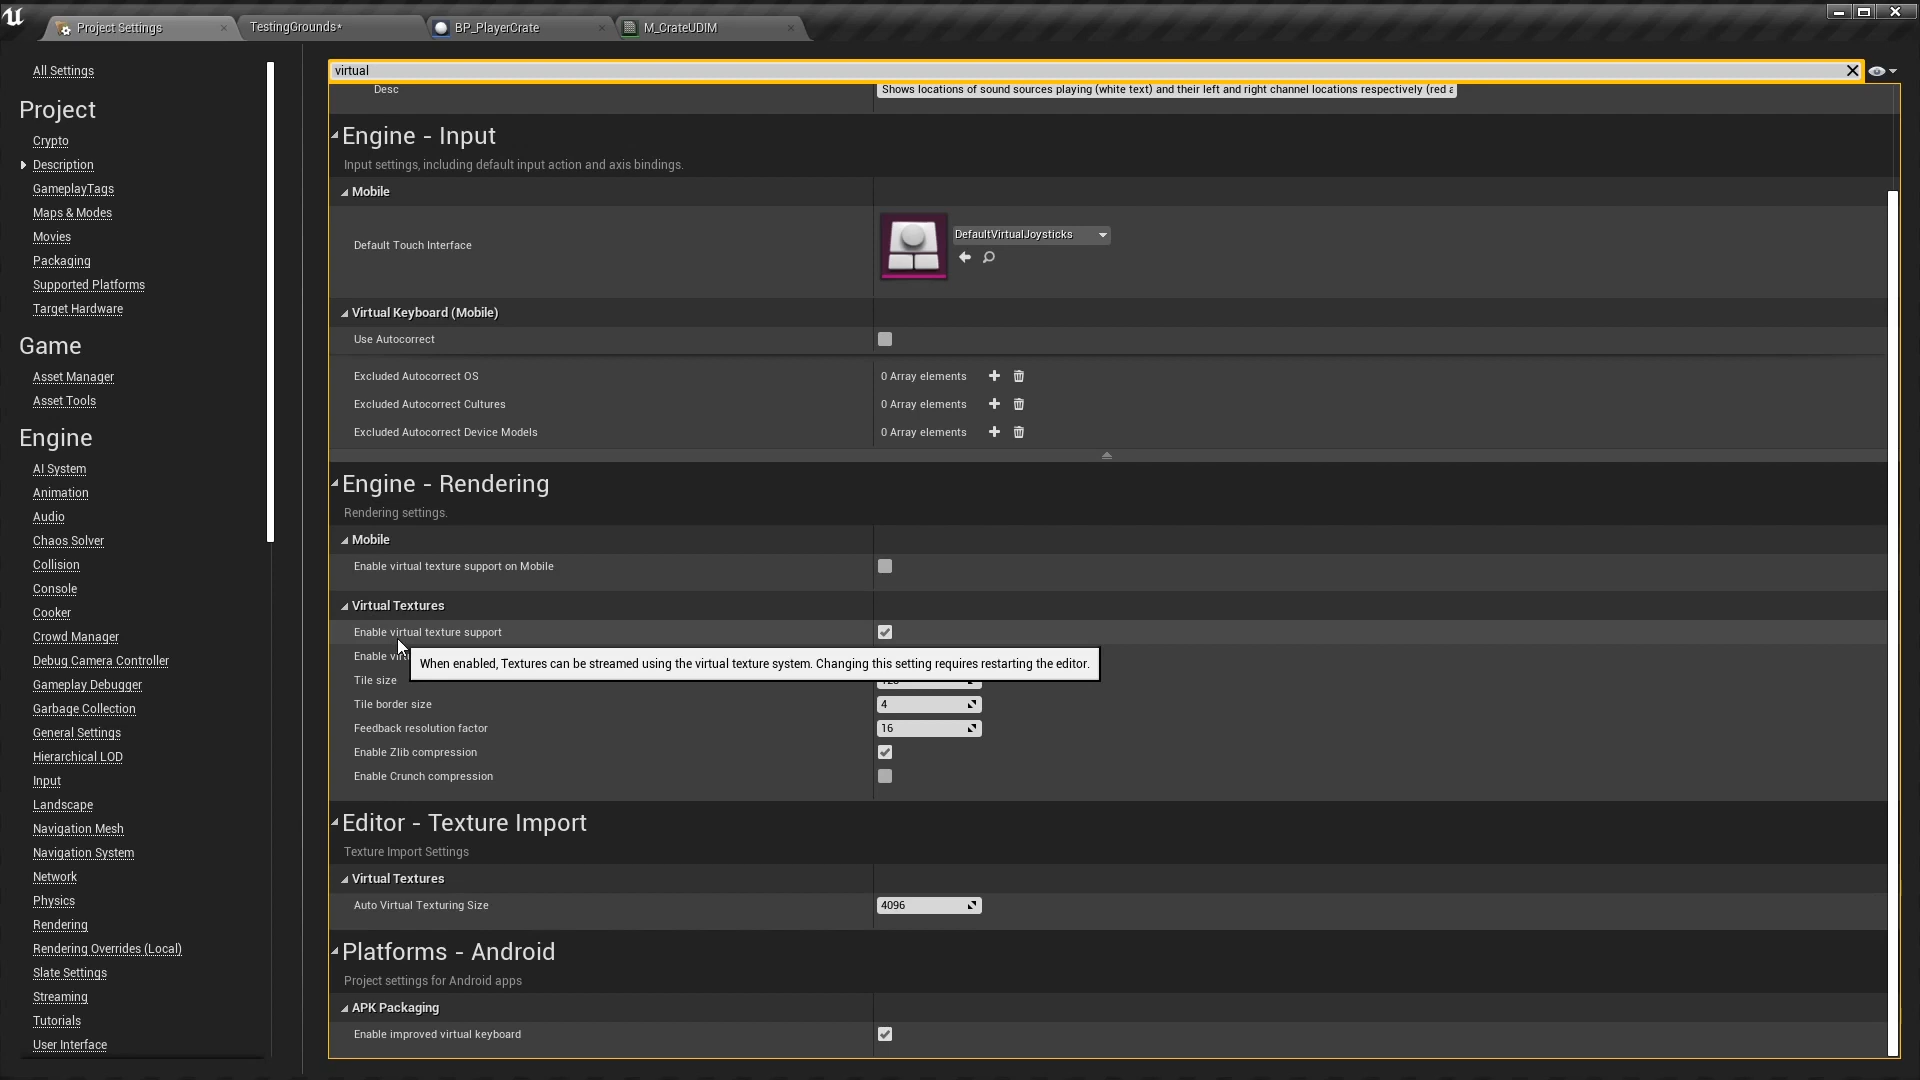 Project Settings
TestingGrounds*
BP_PlayerCrate
M_CrateUDIM
All Settings
Project
Crypto
Description
GameplayTags
Maps & Modes
Movies
Packaging
Supported Platforms
Target Hardware
Game
Asset Manager
Asset Tools
Engine
AI System
Animation
Audio
Chaos Solver
Collision
Console
Cooker
Crowd Manager
Debug Camera Controller
Gameplay Debugger
Garbage Collection
General Settings
Hierarchical LOD
Input
Landscape
Navigation Mesh
Navigation System
Network
Physics
Rendering
Rendering Overrides (Local)
Slate Settings
Streaming
Tutorials
User Interface
virtual
Desc
Shows locations of sound sources playing (white text) and their left and right channel locations respectively (red a
Engine - Input
Input settings, including default input action and axis bindings.
Mobile
Default Touch Interface
DefaultVirtualJoysticks
Virtual Keyboard (Mobile)
Use Autocorrect
Excluded Autocorrect OS
0 Array elements
Excluded Autocorrect Cultures
0 Array elements
Excluded Autocorrect Device Models
0 Array elements
Engine - Rendering
Rendering settings.
Mobile
Enable virtual texture support on Mobile
Virtual Textures
Enable virtual texture support
Enable
When enabled, Textures can be streamed using the virtual texture system. Changing this setting requires restarting the editor.
Tile size
Tile border size
4
Feedback resolution factor
16
Enable Zlib compression
Enable Crunch compression
Editor - Texture Import
Texture Import Settings
Virtual Textures
Auto Virtual Texturing Size
4096
Platforms - Android
Project settings for Android apps
APK Packaging
Enable improved virtual keyboard